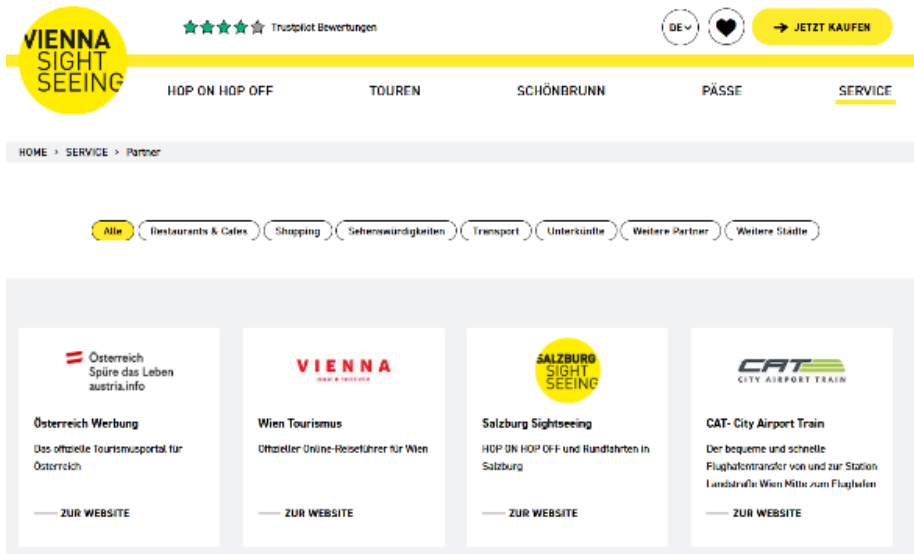 VIENNA
SIGHT
SEEING
Trustpilot Bewertungen
DE
JETZT KAUFEN
HOP ON HOP OFF
TOUREN
SCHÖNBRUNN
PÄSSE
SERVICE
HOME > SERVICE > Partner
Alle
Restaurants & Cafes
Shopping
Sehenswürdigkeiten
Transport
Unterkünfte
Weitere Partner
Weitere Städte
Österreich
Spüre das Leben
austria.info
Österreich Werbung
Das offizielle Tourismusportal für
Österreich
ZUR WEBSITE
VIENNA
Wien Tourismus
Offizieller Online-Reiseführer für Wien
ZUR WEBSITE
SALZBURG
SIGHT
SEEING
Salzburg Sightseeing
HOP ON HOP OFF und Rundfahrten in
Salzburg
ZUR WEBSITE
CAT
CITY AIRPORT TRAIN
CAT- City Airport Train
Der bequeme und schnelle
Flughafentransfer von und zur Station
Landstraße Wien Mitte zum Flughafen
ZUR WEBSITE